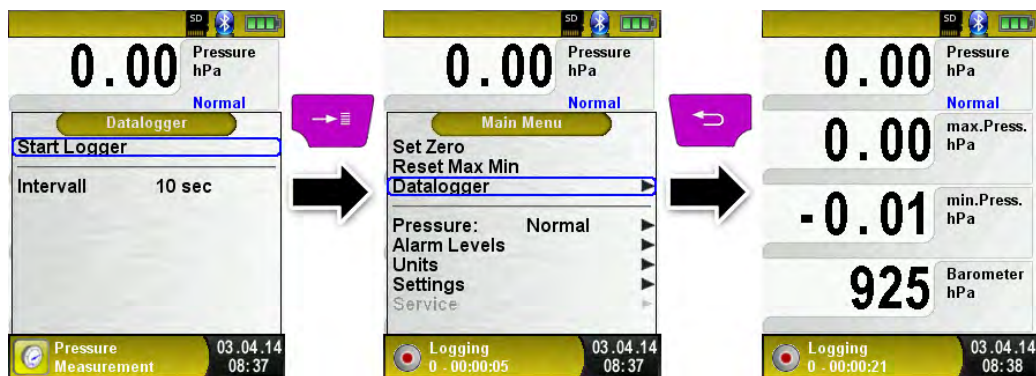 SD
0.00
Pressure
hPa
Normal
Datalogger
Start Logger
Intervall 10 sec
Pressure
Measurement
03.04.14
08:37
SD
0.00
Pressure
hPa
Normal
Main Menu
Set Zero
Reset Max Min
Datalogger
Pressure: Normal
Alarm Levels
Units
Settings
Service
Logging
0 - 00:00:05
03.04.14
08:37
SD
0.00
Pressure
hPa
Normal
0.00
max.Press.
hPa
-0.01
min.Press.
hPa
925
Barometer
hPa
Logging
0 - 00:00:21
03.04.14
08:38